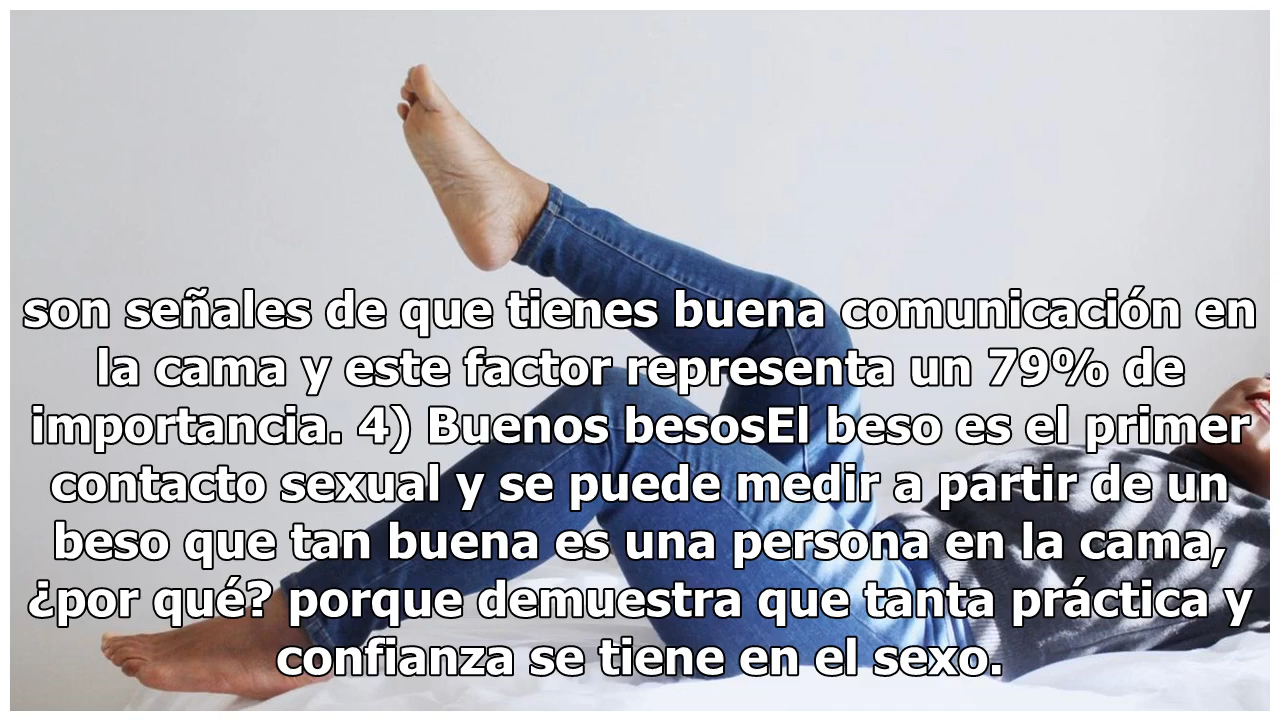 son señales de que tienes buena comunicación en
la cama y este factor representa un 79% de
importancia. 4) Buenos besosEl beso es el primer
contacto sexual y se puede medir a partir de un
beso que tan buena es una persona en la cama,
¿por qué? porque demuestra que tanta práctica y
confianza se tiene en el sexo.